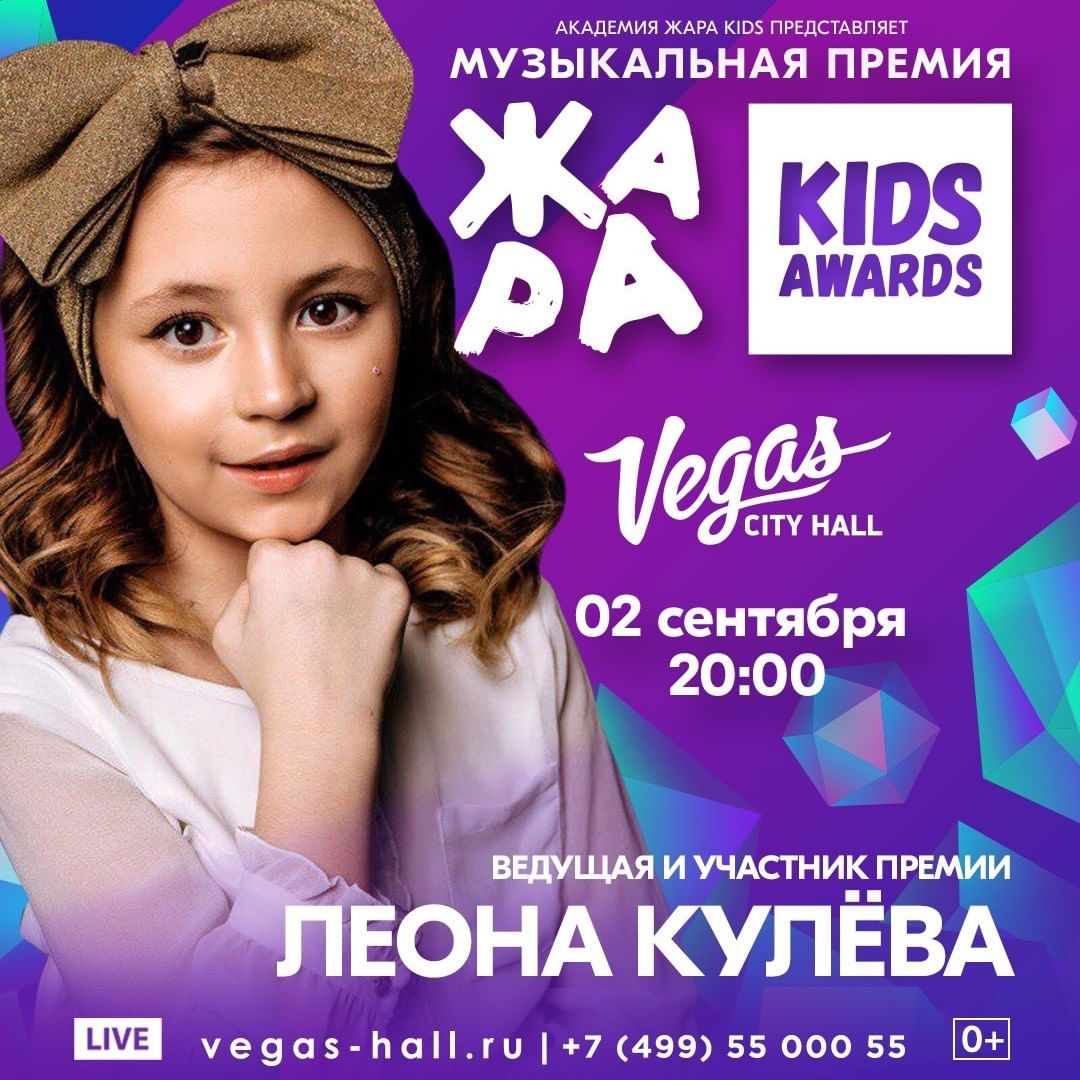 АКАДЕМИЯ ЖАРА KIDS ПРЕДСТАВЛЯЕТ
МУЗЫКАЛЬНАЯ ПРЕМИЯ
ЖА
РА
KIDS
AWARDS
Vegas
CITY HALL
02 сентября
20:00
ВЕДУЩАЯ И УЧАСТНИК ПРЕМИИ
ЛЕОНА КУЛЁВА
LIVE vegas-hall.ru | +7 (499) 55 000 55 0+